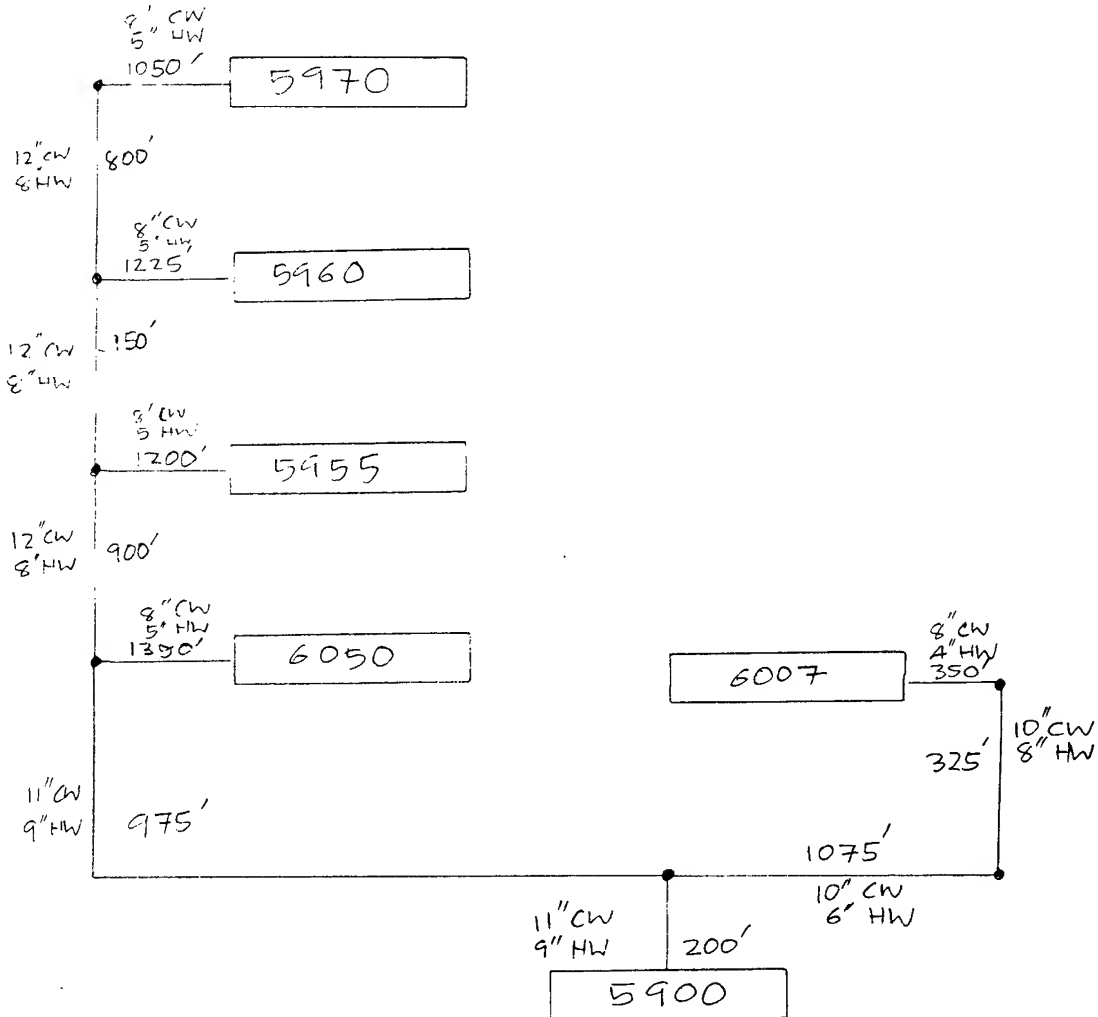 8' CW
5" HW
1050'
5970
12" CW
8' HW
800'
8" CW
5' HW
1225'
5960
12" CW
8" HW
150'
8' CW
5 HW
1200'
5955
12" CW
8' HW
900'
8" CW
5' HW
6050
8" CW
4" HW
350'
6007
10" CW
8" HW
325'
11" CW
9" HW
975'
1075'
10" CW
6" HW
11" CW
9" HW
200'
5900